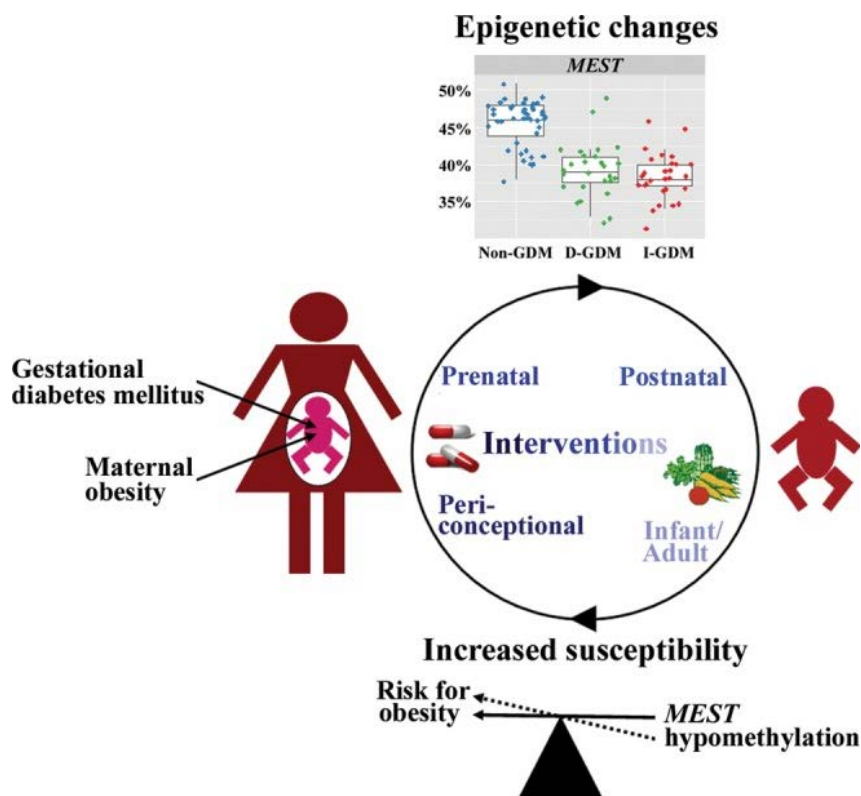 Epigenetic changes
MEST
50%
45%
40%
35%
Non-GDM D-GDM I-GDM
Gestational
diabetes mellitus
Maternal
obesity
Prenatal
Postnatal
Interventions
Peri-
conceptional
Infant/
Adult
Increased susceptibility
Risk for
obesity
MEST
hypomethylation